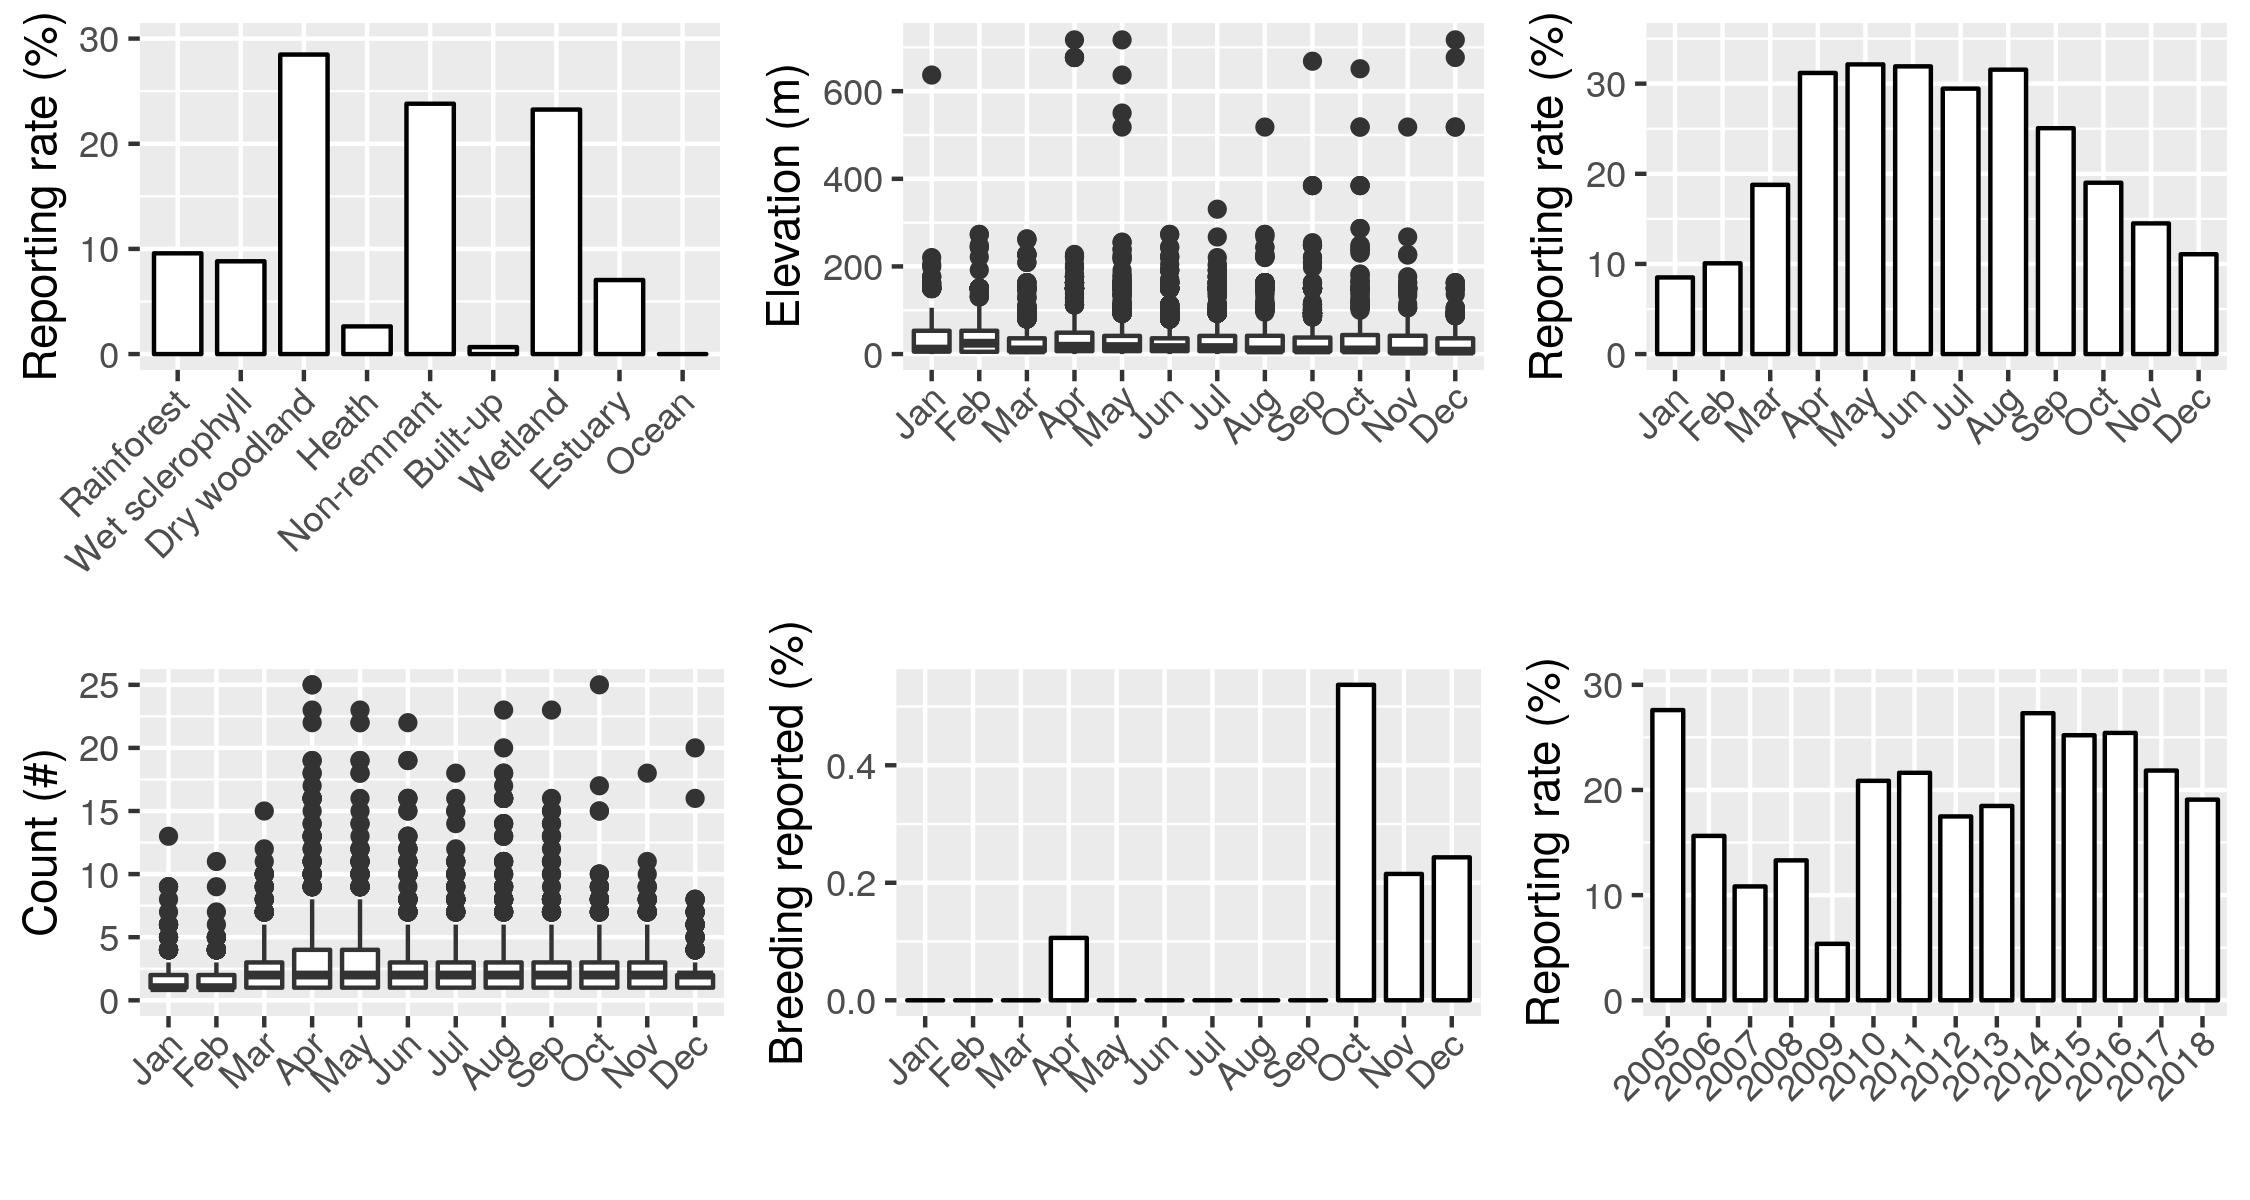 Reporting rate (%)
30
20
10
0
Rainforest
Wet sclerophyll
Dry woodland
Heath
Non-remnant
Built-up
Wetland
Estuary
Ocean
Elevation (m)
600
400
200
0
Jan
Feb
Mar
Apr
May
Jun
Jul
Aug
Sep
Oct
Nov
Dec
Reporting rate (%)
30
20
10
0
Jan
Feb
Mar
Apr
May
Jun
Jul
Aug
Sep
Oct
Nov
Dec
Count (#)
25
20
15
10
5
0
Jan
Feb
Mar
Apr
May
Jun
Jul
Aug
Sep
Oct
Nov
Dec
Breeding reported (%)
0.4
0.2
0.0
Jan
Feb
Mar
Apr
May
Jun
Jul
Aug
Sep
Oct
Nov
Dec
Reporting rate (%)
30
20
10
0
2005
2006
2007
2008
2009
2010
2011
2012
2013
2014
2015
2016
2017
2018